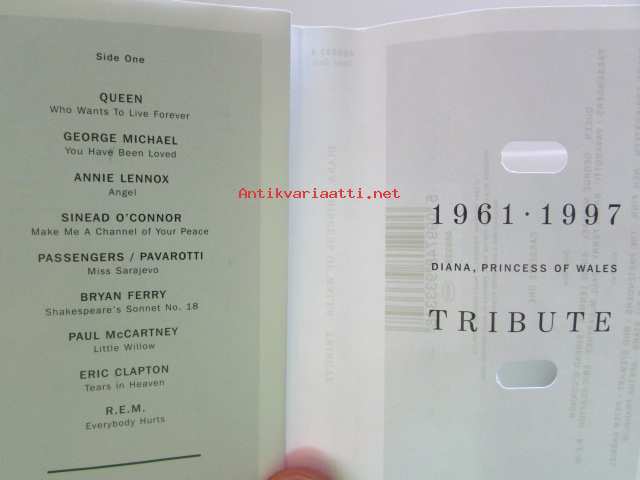 Side One
QUEEN
Who Wants To Live Forever
GEORGE MICHAEL
You Have Been Loved
ANNIE LENNOX
Angel
SINEAD O'CONNOR
Make Me A Channel of Your Peace
PASSENGERS / PAVAROTTI
Miss Sarajevo
BRYAN FERRY
Shakespeare's Sonnet No. 18
PAUL McCARTNEY
Little Willow
ERIC CLAPTON
Tears in Heaven
R.E.M.
Everybody Hurts
Antikvariaatti.net
1961·1997
DIANA, PRINCESS OF WALES
TRIBUTE